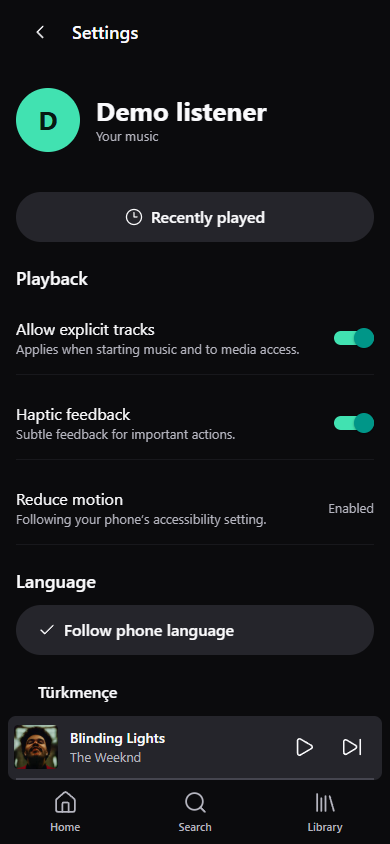 Settings
D
Demo listener
Your music
Recently played
Playback
Allow explicit tracks
Applies when starting music and to media access.
Haptic feedback
Subtle feedback for important actions.
Reduce motion
Enabled
Following your phone's accessibility setting.
Language
Follow phone language
Türkmençe
Blinding Lights
The Weeknd
Home
Search
Library